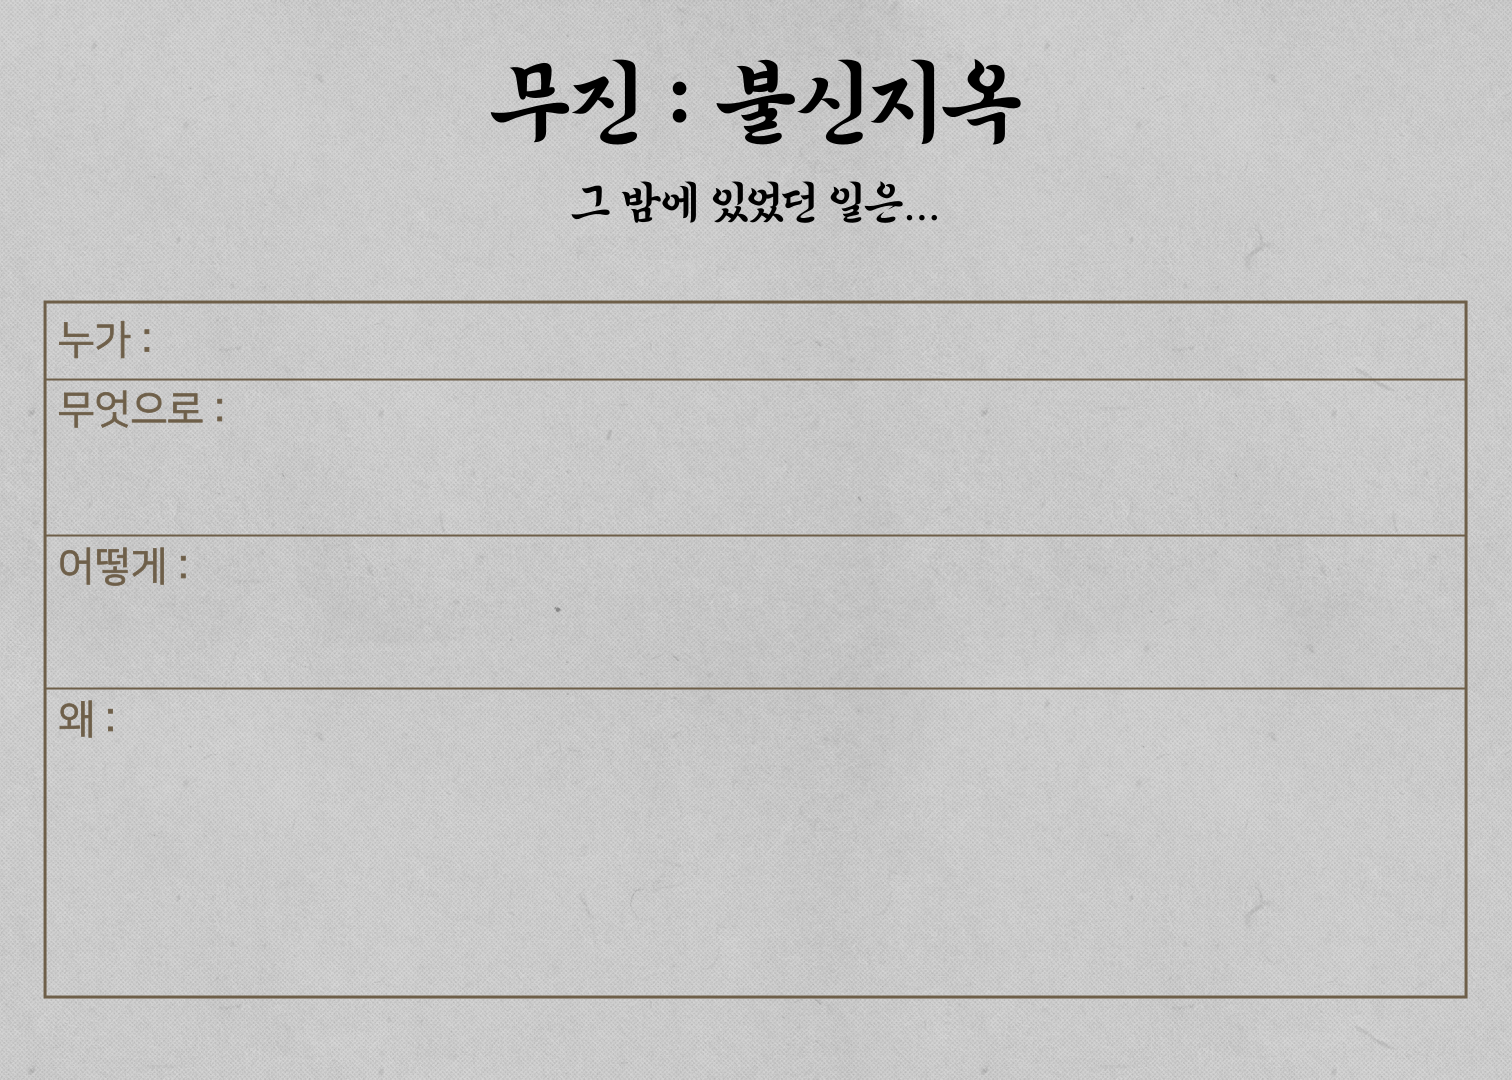 무진 : 불신지옥
그 밤에 있었던 일은...
누가 :
무엇으로 :
어떻게 :
왜 :